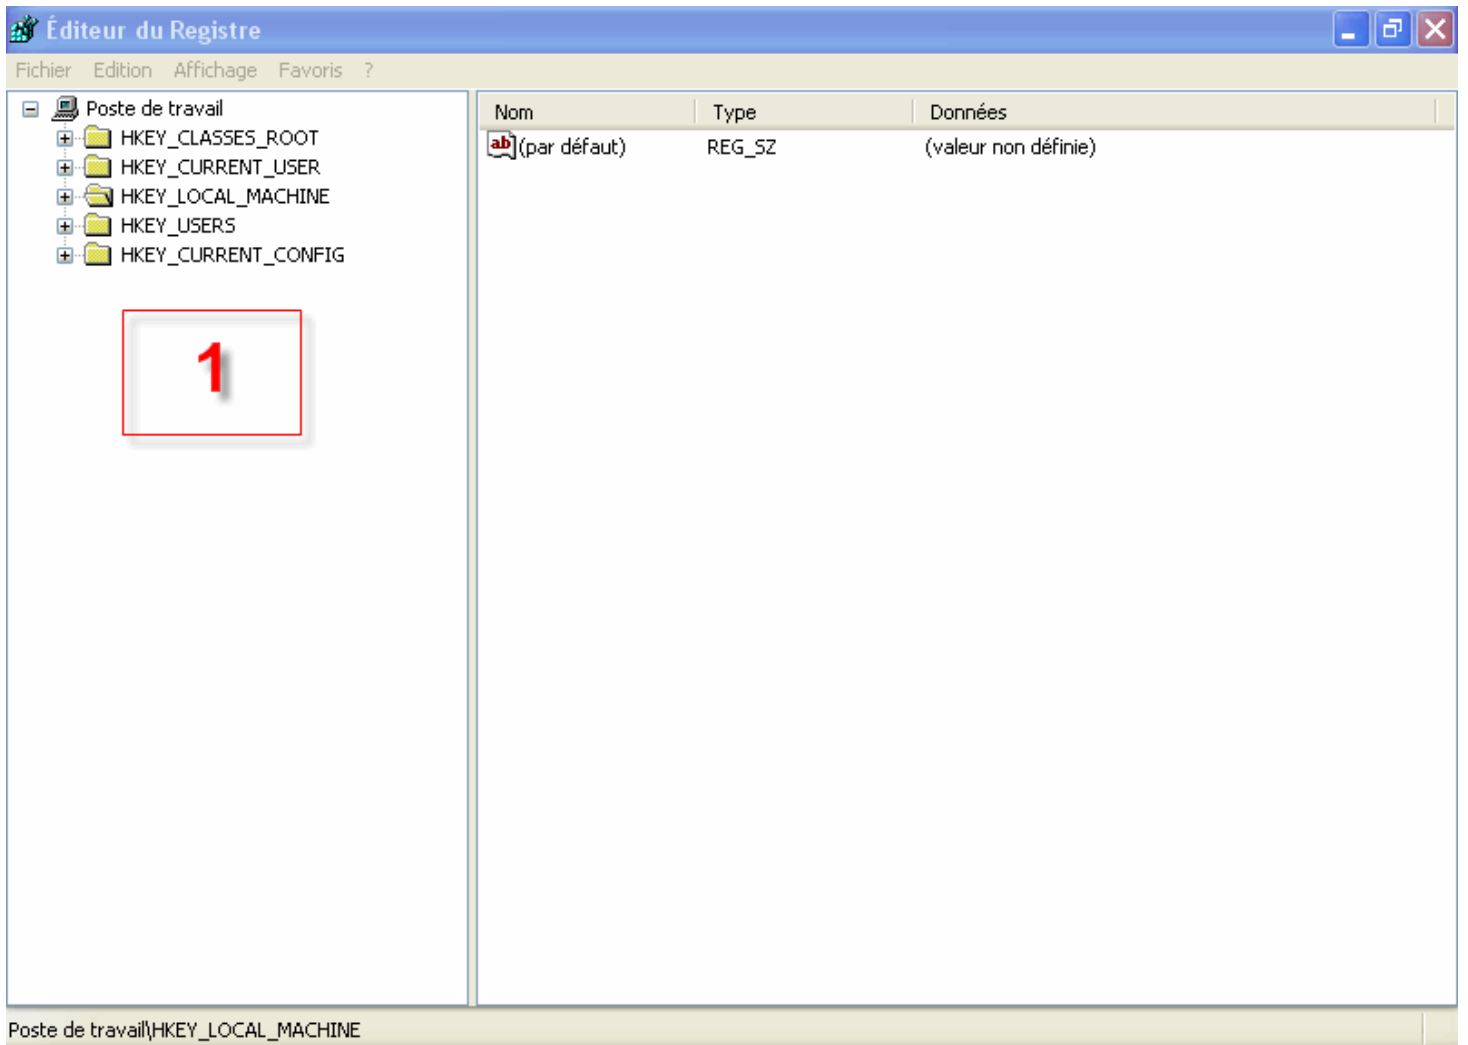 Éditeur du Registre
Fichier Edition Affichage Favoris ?
Poste de travail
HKEY_CLASSES_ROOT
HKEY_CURRENT_USER
HKEY_LOCAL_MACHINE
HKEY_USERS
HKEY_CURRENT_CONFIG
1
Nom Type Données
ab (par défaut) REG_SZ (valeur non définie)
Poste de travail\HKEY_LOCAL_MACHINE